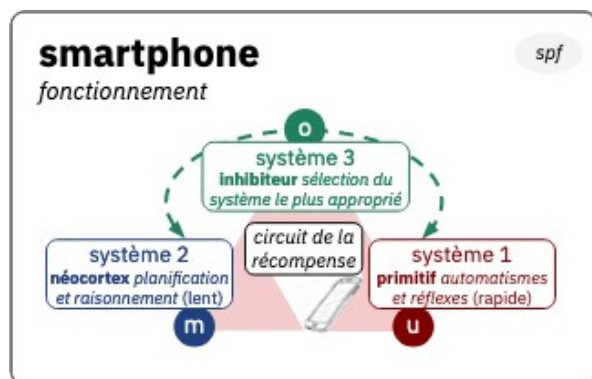 smartphone
spf
fonctionnement
o
système 3
inhibiteur sélection du
système le plus approprié
circuit de la
récompense
système 2
néocortex planification
et raisonnement (lent)
m
système 1
primitif automatismes
et réflexes (rapide)
u